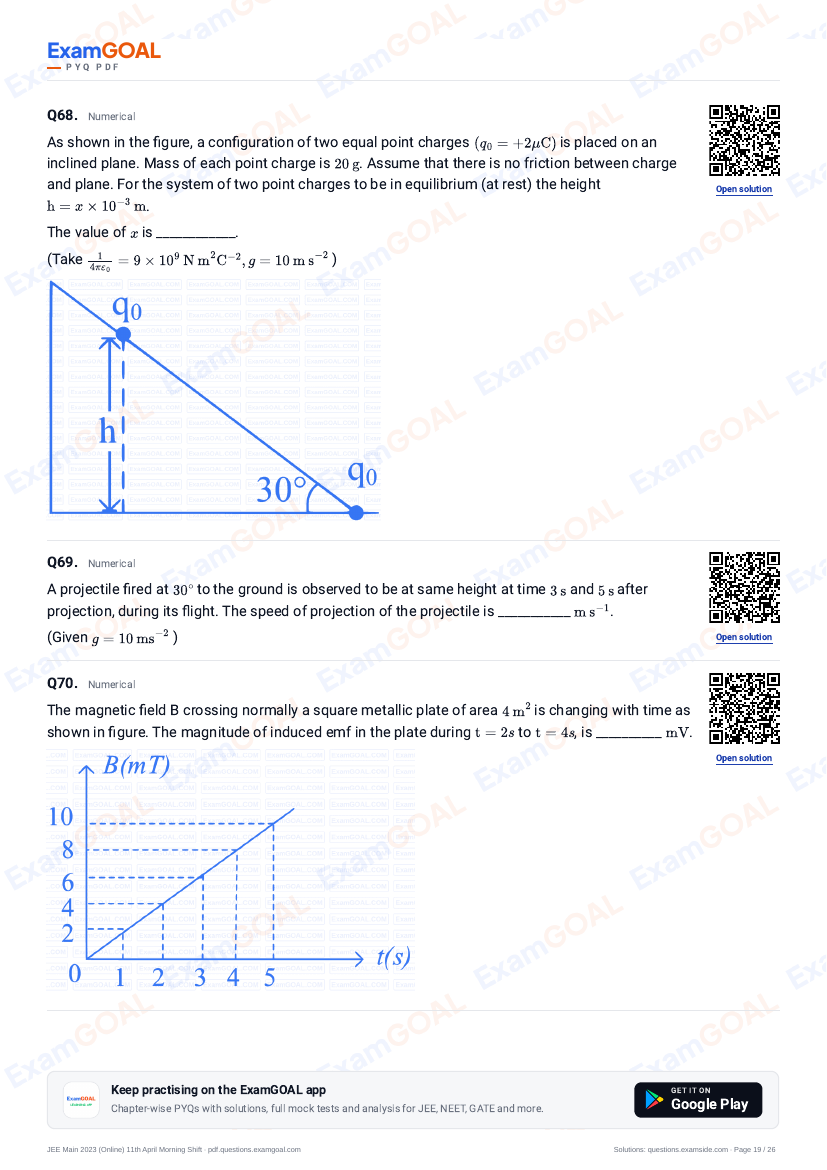 ExamGOAL
PYQ PDF
Q68. Numerical
As shown in the figure, a configuration of two equal point charges (q₀ = +2μC) is placed on an
inclined plane. Mass of each point charge is 20 g. Assume that there is no friction between charge
and plane. For the system of two point charges to be in equilibrium (at rest) the height
h = x × 10⁻³ m.
The value of x is ___________.
(Take 1/4πε₀ = 9 × 10⁹ N m²C⁻², g = 10 m s⁻² )
Open solution
q₀
h
30°
q₀
Q69. Numerical
A projectile fired at 30° to the ground is observed to be at same height at time 3 s and 5 s after
projection, during its flight. The speed of projection of the projectile is __________ m s⁻¹.
(Given g = 10 ms⁻² )
Open solution
Q70. Numerical
The magnetic field B crossing normally a square metallic plate of area 4 m² is changing with time as
shown in figure. The magnitude of induced emf in the plate during t = 2s to t = 4s, is _________ mV.
Open solution
B(mT)
10
8
6
4
2
0
1 2 3 4 5
t(s)
Keep practising on the ExamGOAL app
Chapter-wise PYQs with solutions, full mock tests and analysis for JEE, NEET, GATE and more.
GET IT ON
Google Play
JEE Main 2023 (Online) 11th April Morning Shift · pdf.questions.examgoal.com
Solutions: questions.examside.com · Page 19 / 26